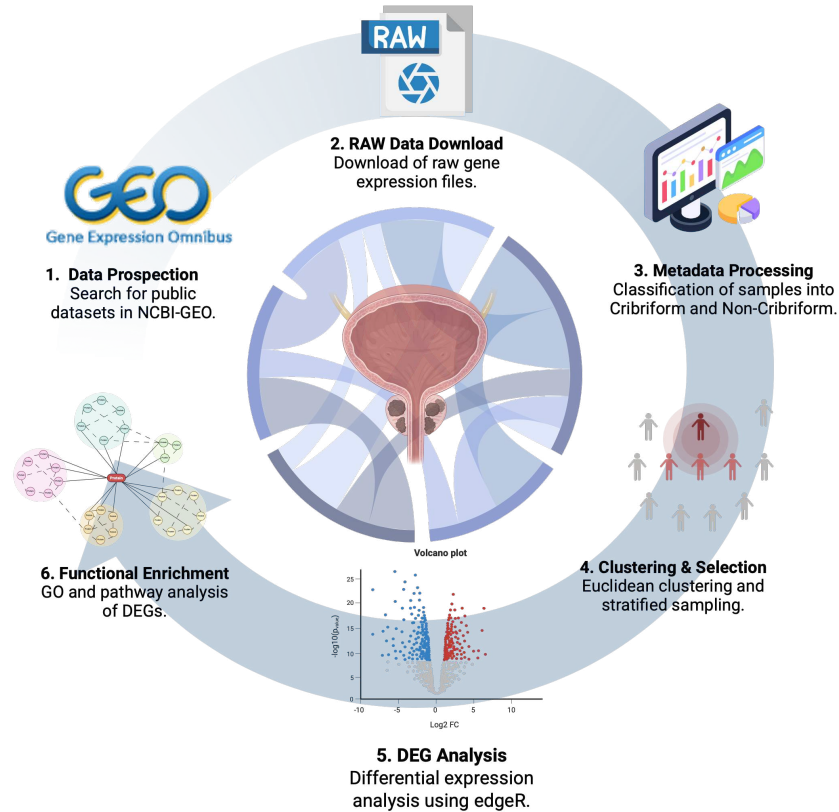 RAW
2. RAW Data Download
Download of raw gene
expression files.
GEO
Gene Expression Omnibus
1. Data Prospection
Search for public
datasets in NCBI-GEO.
3. Metadata Processing
Classification of samples into
Cribriform and Non-Cribriform.
4. Clustering & Selection
Euclidean clustering and
stratified sampling.
6. Functional Enrichment
GO and pathway analysis
of DEGs.
Volcano plot
-log10(pvalue)
25
20
15
10
5
0
-10 -5 0 5 10
Log2 FC
5. DEG Analysis
Differential expression
analysis using edgeR.